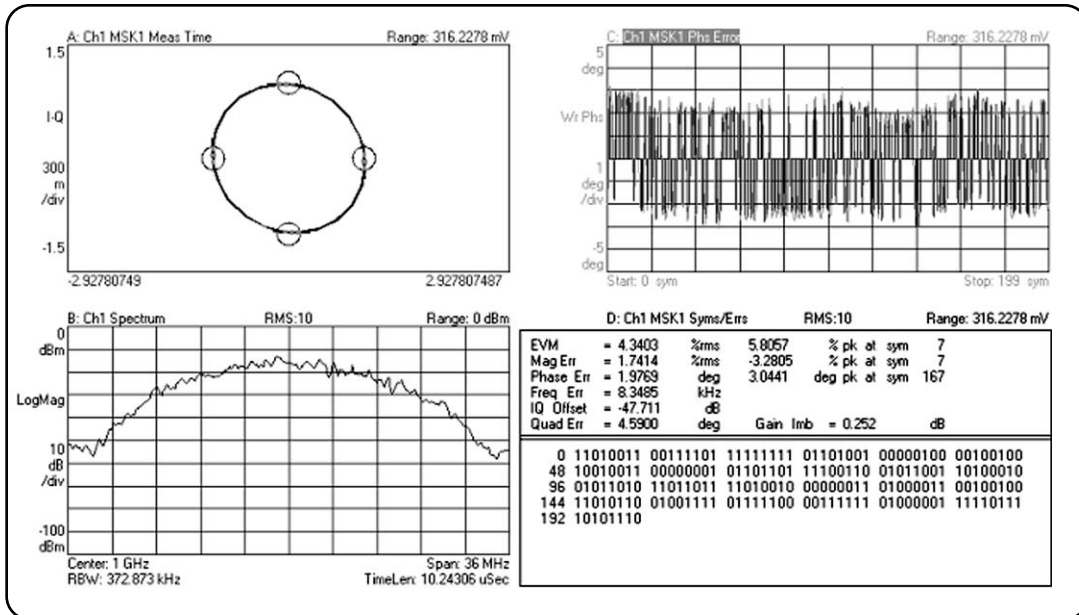 A: Ch1 MSK1 Meas Time Range: 316.2278 mV
1.5
I-Q
300
m
/div
-1.5
-2.92780749 2.927807487
C: Ch1 MSK1 Phs Error Range: 316.2278 mV
5
deg
Wr Phs
1
deg
/div
-5
deg
Start: 0 sym Stop: 199 sym
B: Ch1 Spectrum RMS:10 Range: 0 dBm
0
dBm
LogMag
10
dB
/div
-100
dBm
Center: 1 GHz Span: 36 MHz
RBW: 372.873 kHz TimeLen: 10.24306 uSec
D: Ch1 MSK1 Syms/Errs RMS:10 Range: 316.2278 mV
EVM = 4.3403 %rms 5.8057 % pk at sym 7
Mag Err = 1.7414 %rms -3.2805 % pk at sym 7
Phase Err = 1.9769 deg 3.0441 deg pk at sym 167
Freq Err = 8.3485 kHz
IQ Offset = -47.711 dB
Quad Err = 4.5900 deg Gain Imb = 0.252 dB
0 11010011 00111101 11111111 01101001 00000100 00100100
48 10010011 00000001 01101101 11100110 01011001 10100010
96 01011010 11011011 11010010 00000011 01000011 00100100
144 11010110 01001111 01111100 00111111 01000001 11110111
192 10101110